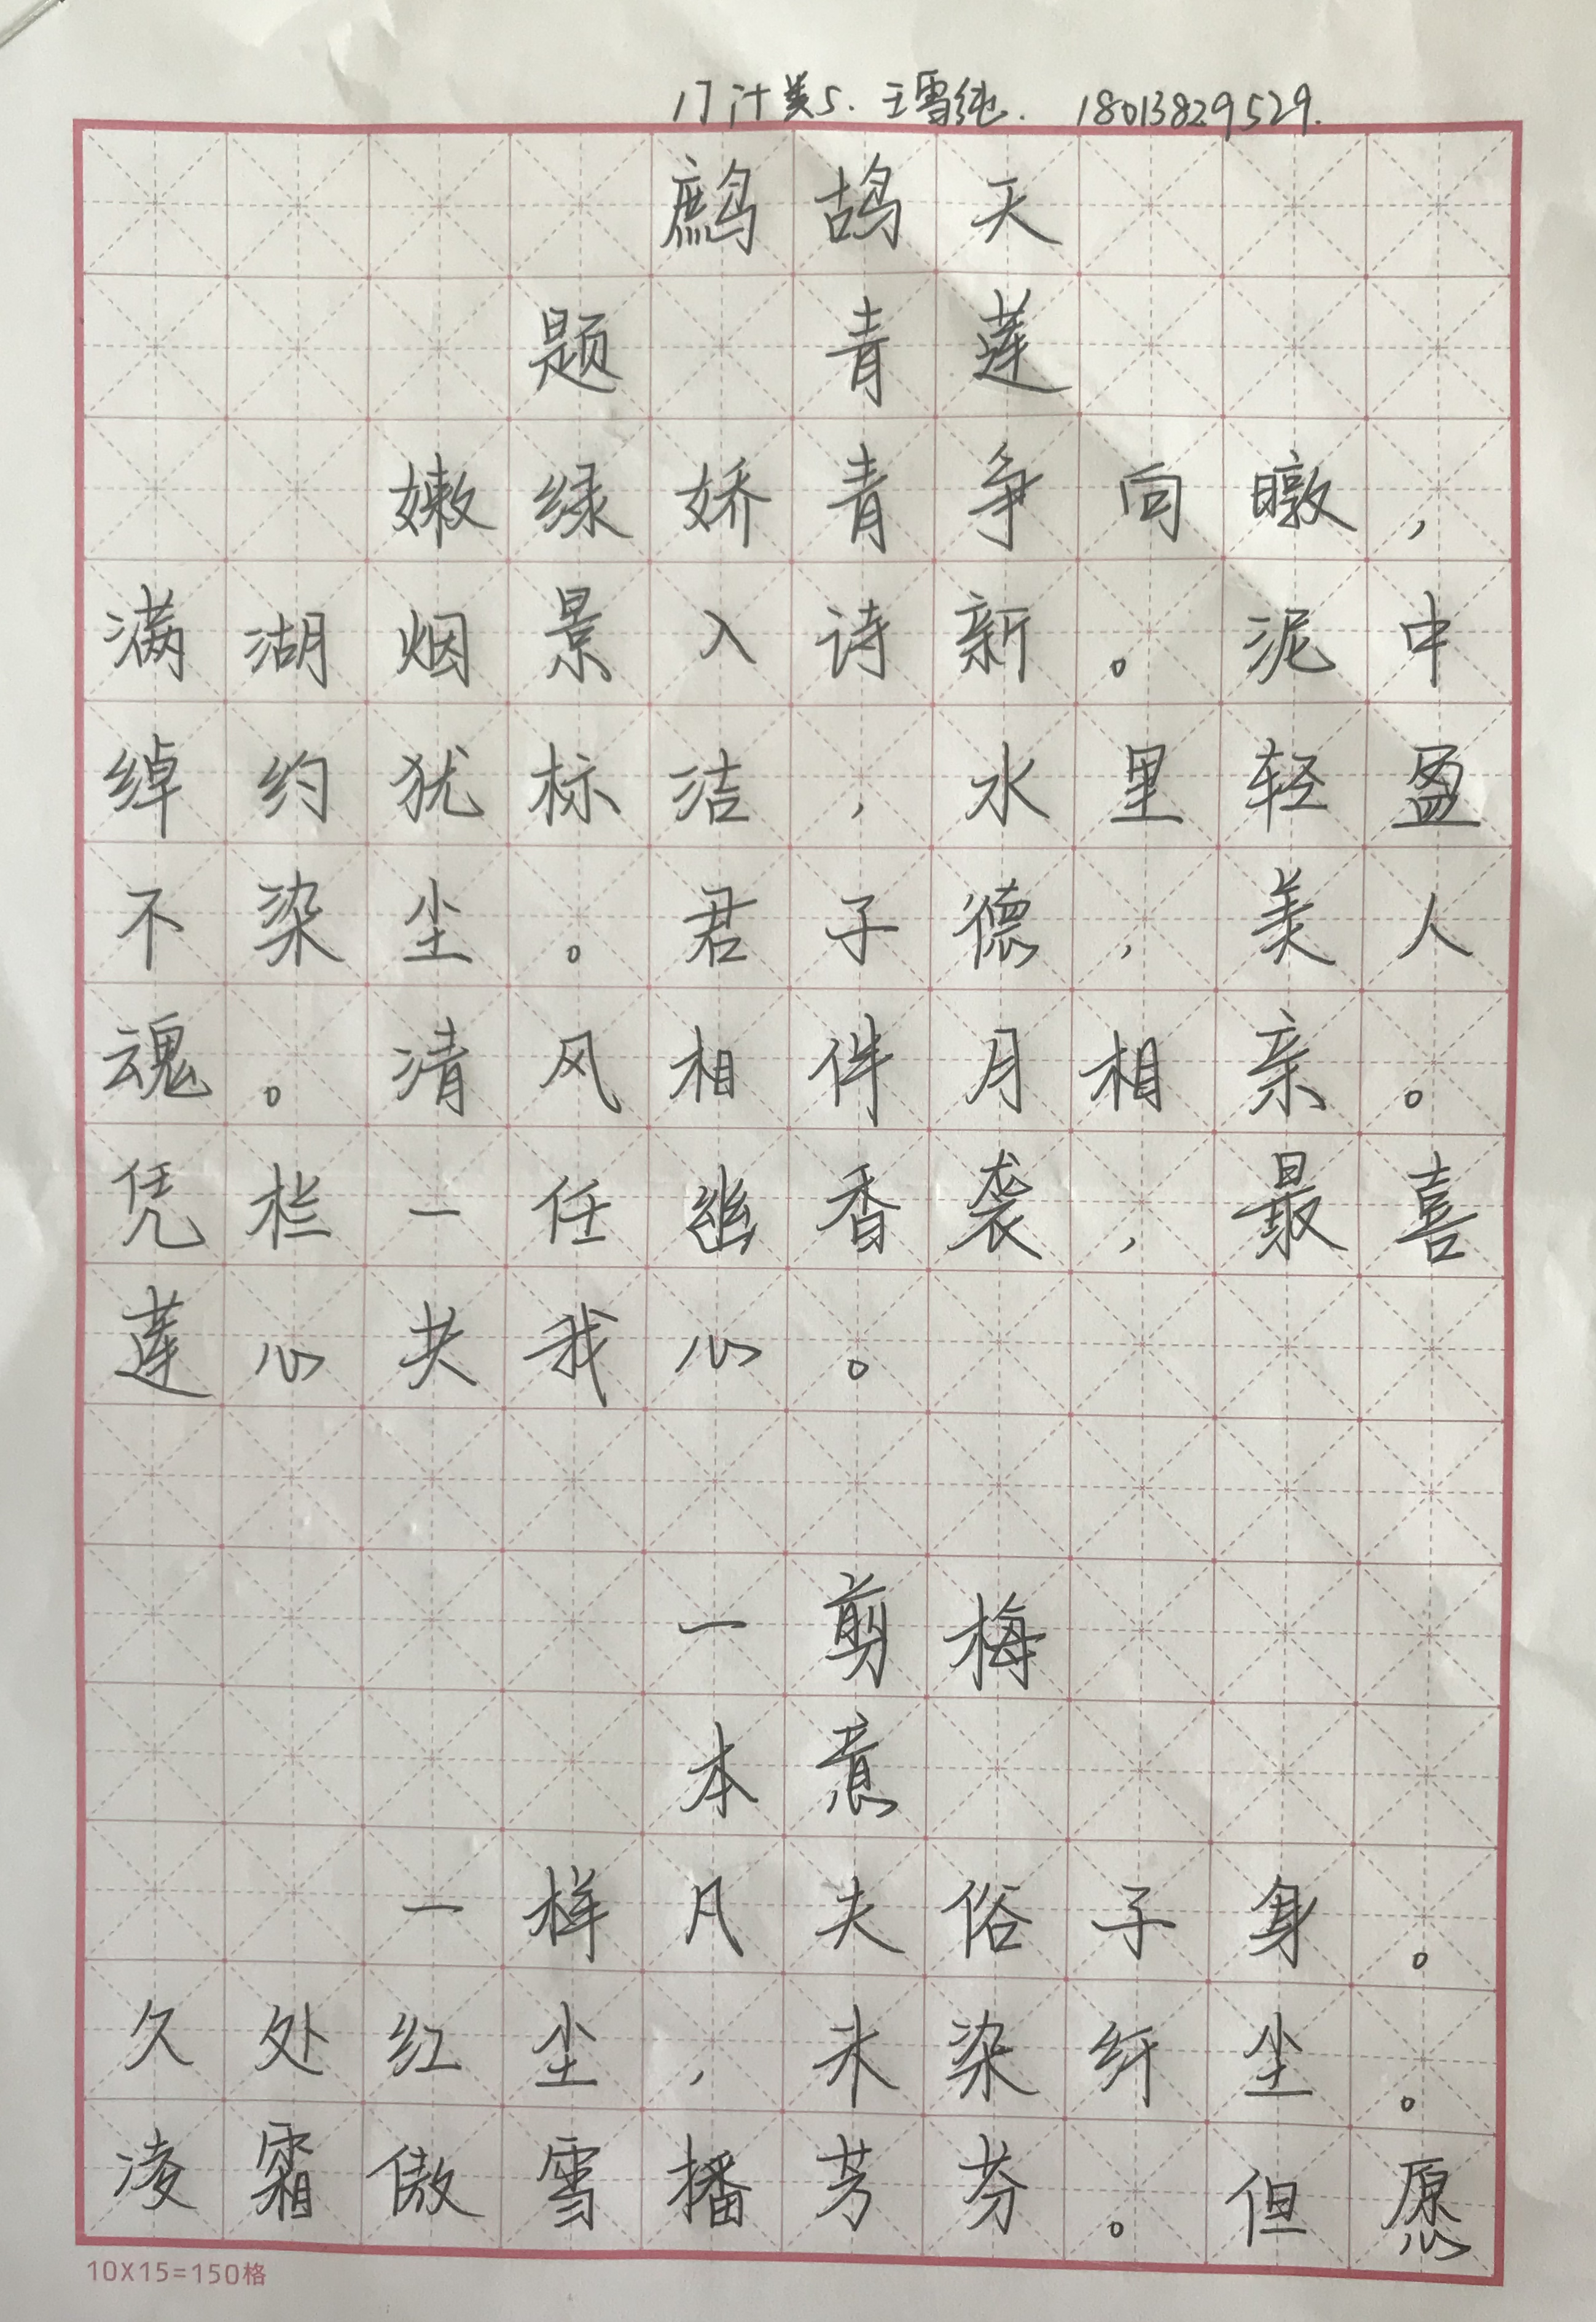 17汁美5. 王雪纯. 18013829529.
鹧鸪天
题 青莲
嫩绿娇青争向暾，
满湖烟景入诗新。泥中
绰约犹标洁，水里轻盈
不染尘。君子德，美人
魂。清风相伴月相亲。
凭栏一任幽香袭，最喜
莲心共我心。
一剪梅
本意
一样凡夫俗子身。
久处红尘，未染纤尘。
凌霜傲雪播芳芬。但愿
10X15=150格